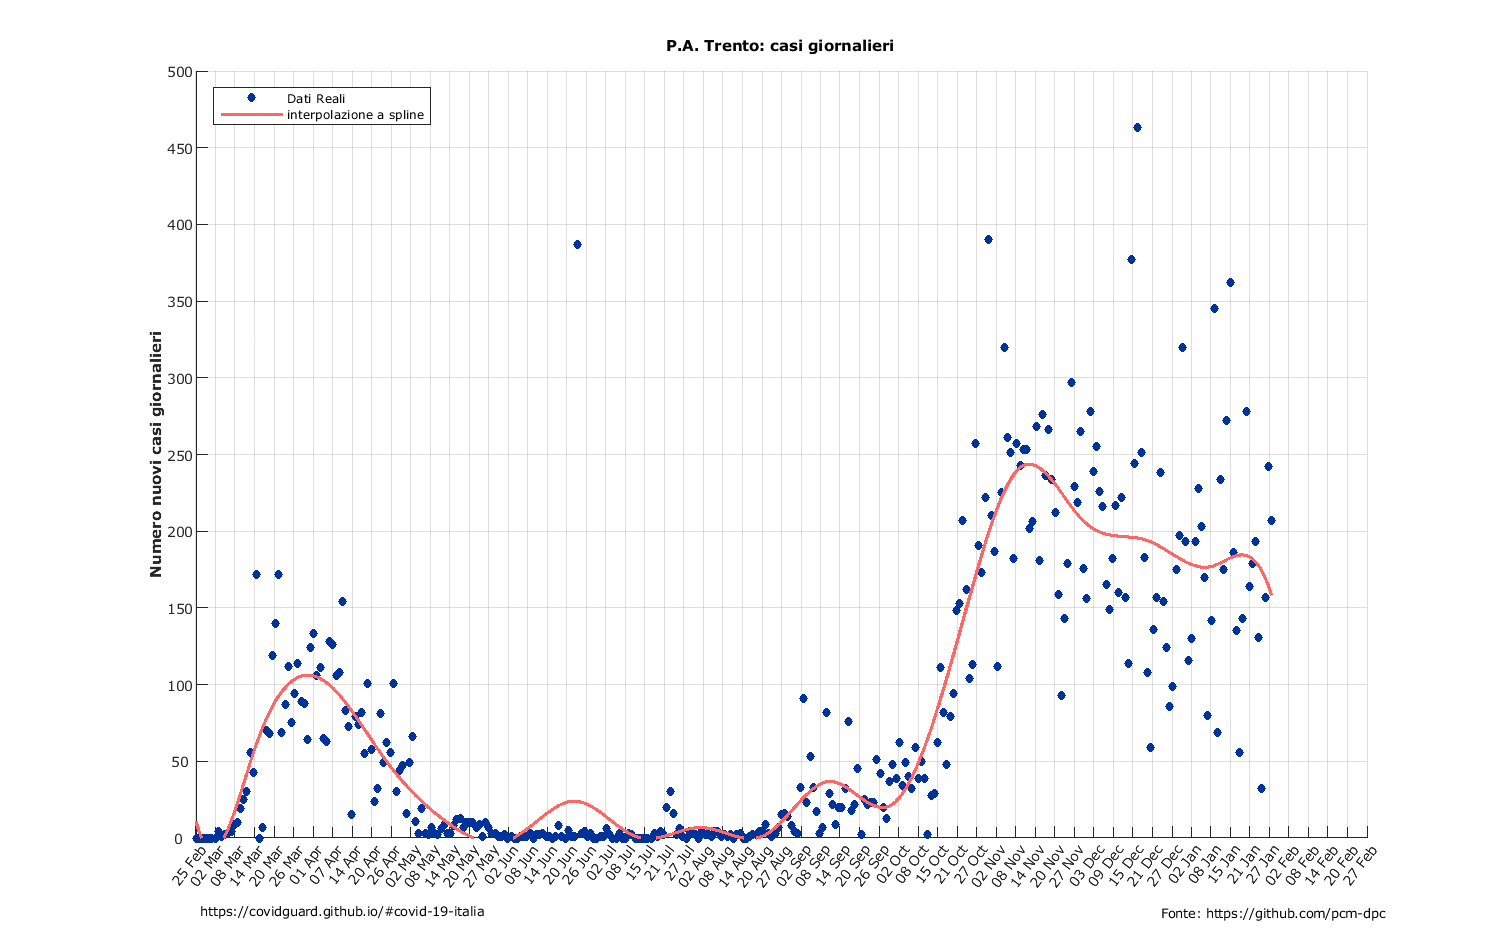 P.A. Trento: casi giornalieri
Dati Reali
interpolazione a spline
Numero nuovi casi giornalieri
500
450
400
350
300
250
200
150
100
50
0
25 Feb
02 Mar
08 Mar
14 Mar
20 Mar
26 Mar
01 Apr
07 Apr
14 Apr
20 Apr
26 Apr
02 May
08 May
14 May
20 May
27 May
02 Jun
08 Jun
14 Jun
20 Jun
26 Jun
02 Jul
08 Jul
15 Jul
21 Jul
27 Jul
02 Aug
08 Aug
14 Aug
20 Aug
27 Aug
02 Sep
08 Sep
14 Sep
20 Sep
26 Sep
02 Oct
08 Oct
15 Oct
21 Oct
27 Oct
02 Nov
08 Nov
14 Nov
20 Nov
27 Nov
03 Dec
09 Dec
15 Dec
21 Dec
27 Dec
02 Jan
08 Jan
15 Jan
21 Jan
27 Jan
02 Feb
08 Feb
14 Feb
20 Feb
27 Feb
https://covidguard.github.io/#covid-19-italia
Fonte: https://github.com/pcm-dpc